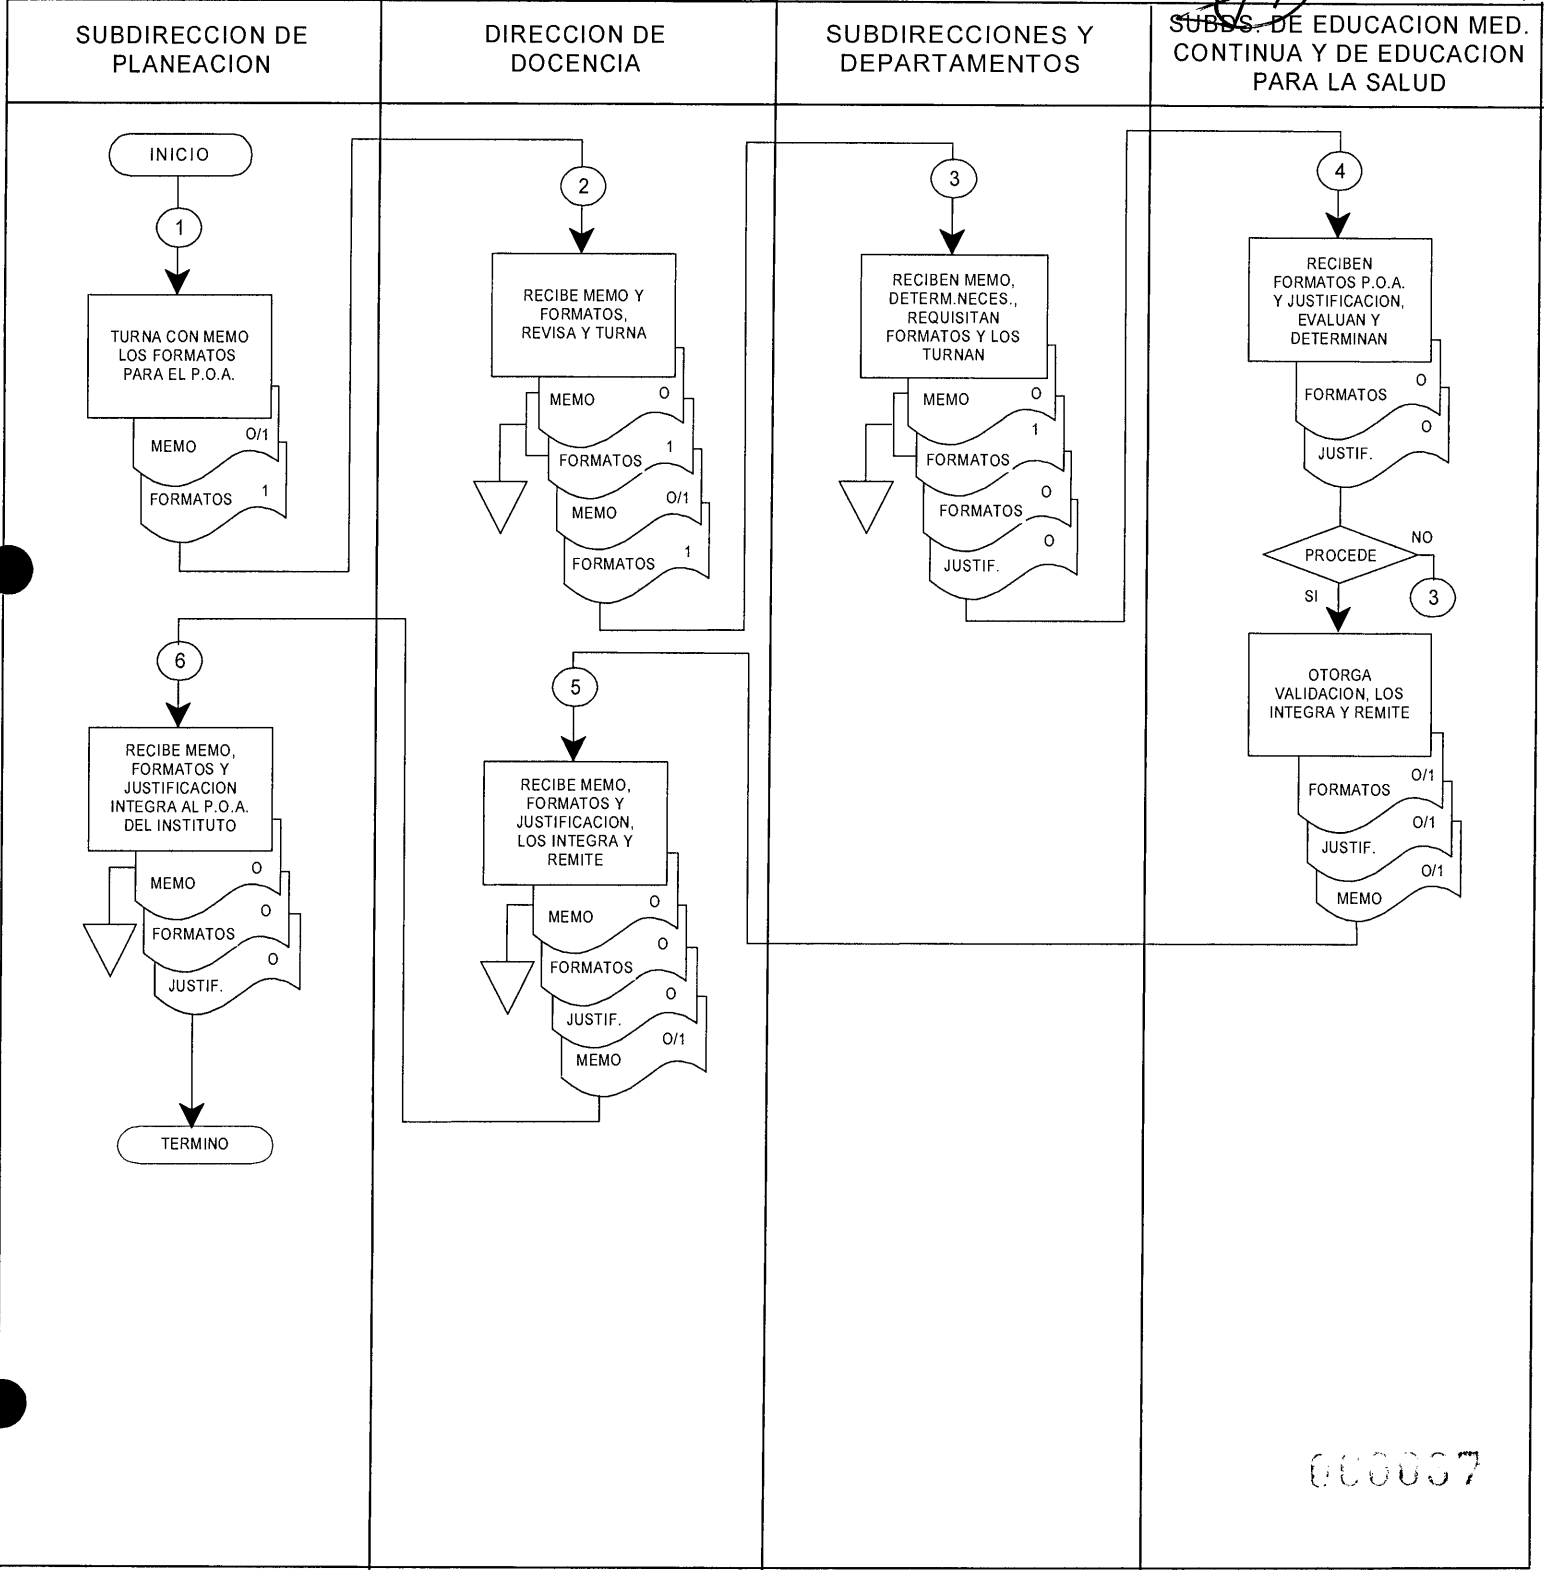 SUBDIRECCION DE
PLANEACION
DIRECCION DE
DOCENCIA
SUBDIRECCIONES Y
DEPARTAMENTOS
SUBDS. DE EDUCACION MED.
CONTINUA Y DE EDUCACION
PARA LA SALUD
INICIO
1
TURNA CON MEMO
LOS FORMATOS
PARA EL P.O.A.
MEMO O/1
FORMATOS 1
2
RECIBE MEMO Y
FORMATOS,
REVISA Y TURNA
MEMO O
FORMATOS 1
MEMO O/1
FORMATOS 1
3
RECIBEN MEMO,
DETERM.NECES.,
REQUISITAN
FORMATOS Y LOS
TURNAN
MEMO O
FORMATOS 1
FORMATOS O
JUSTIF. O
4
RECIBEN
FORMATOS P.O.A.
Y JUSTIFICACION,
EVALUAN Y
DETERMINAN
FORMATOS O
JUSTIF. O
PROCEDE
NO
3
SI
OTORGA
VALIDACION, LOS
INTEGRA Y REMITE
FORMATOS O/1
JUSTIF. O/1
MEMO O/1
5
RECIBE MEMO,
FORMATOS Y
JUSTIFICACION,
LOS INTEGRA Y
REMITE
MEMO O
FORMATOS O
JUSTIF. O
MEMO O/1
6
RECIBE MEMO,
FORMATOS Y
JUSTIFICACION
INTEGRA AL P.O.A.
DEL INSTITUTO
MEMO O
FORMATOS O
JUSTIF. O
TERMINO